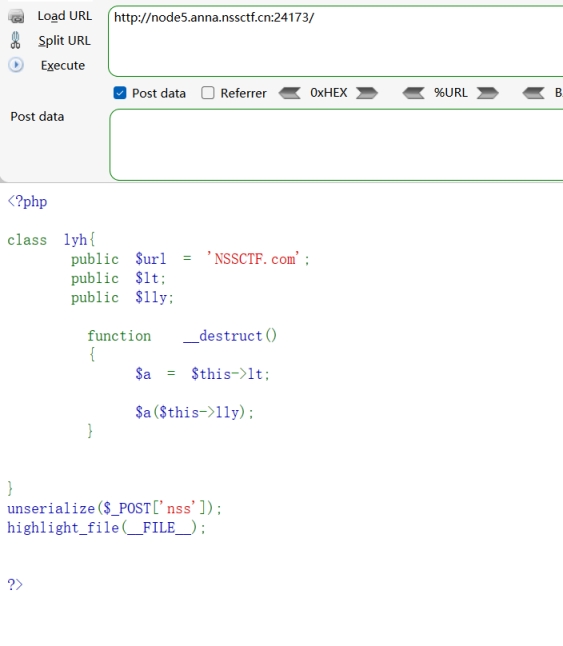 Load URL
http://node5.anna.nssctf.cn:24173/
Split URL
Execute
Post data Referrer 0xHEX %URL
Post data
<?php
class lyh{
public $url = 'NSSCTF.com';
public $lt;
public $lly;
function __destruct()
{
$a = $this->lt;
$a($this->lly);
}
}
unserialize($_POST['nss']);
highlight_file(__FILE__);
?>